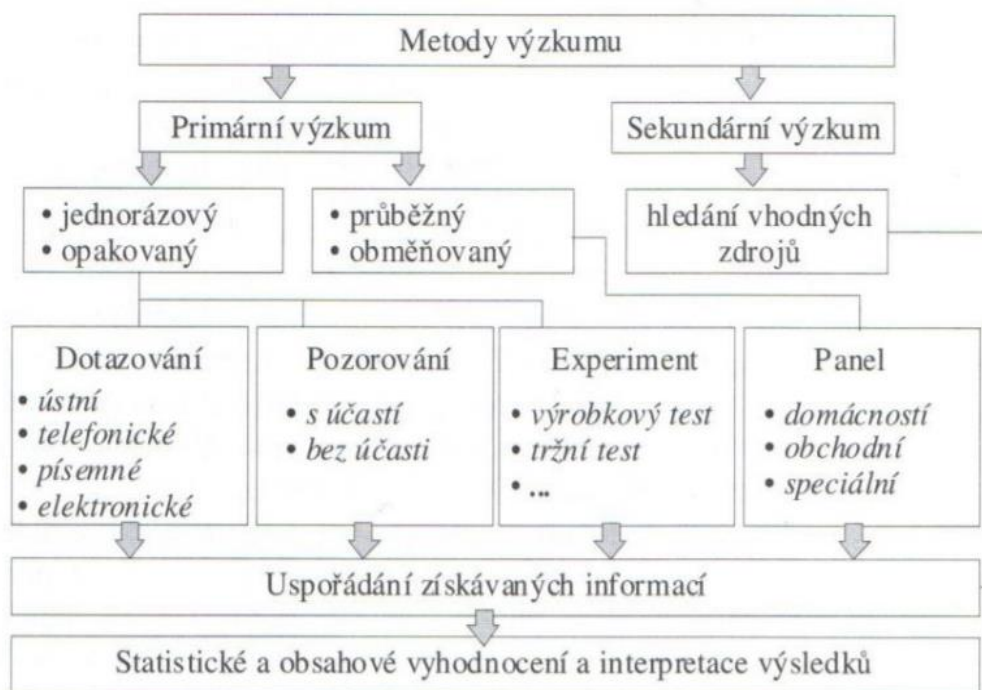 Metody výzkumu
Primární výzkum
Sekundární výzkum
• jednorázový
• opakovaný
• průběžný
• obměňovaný
hledání vhodných
zdrojů
Dotazování
• ústní
• telefonické
• písemné
• elektronické
Pozorování
• s účastí
• bez účasti
Experiment
• výrobkový test
• tržní test
• ...
Panel
• domácností
• obchodní
• speciální
Uspořádání získávaných informací
Statistické a obsahové vyhodnocení a interpretace výsledků